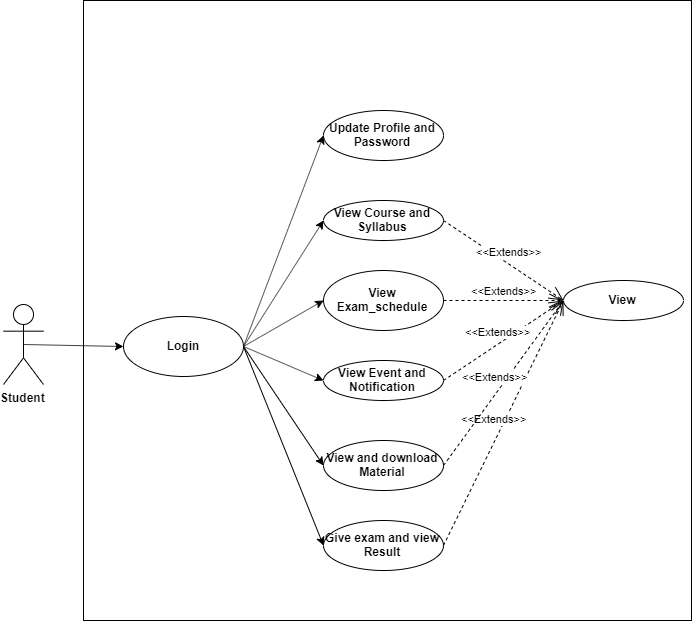 Update Profile and
Password
View Course and
Syllabus
<<Extends>>
View
Exam_schedule
<<Extends>>
View
Login
<<Extends>>
View Event and
Notification
<<Extends>>
Student
<<Extends>>
View and download
Material
Give exam and view
Result